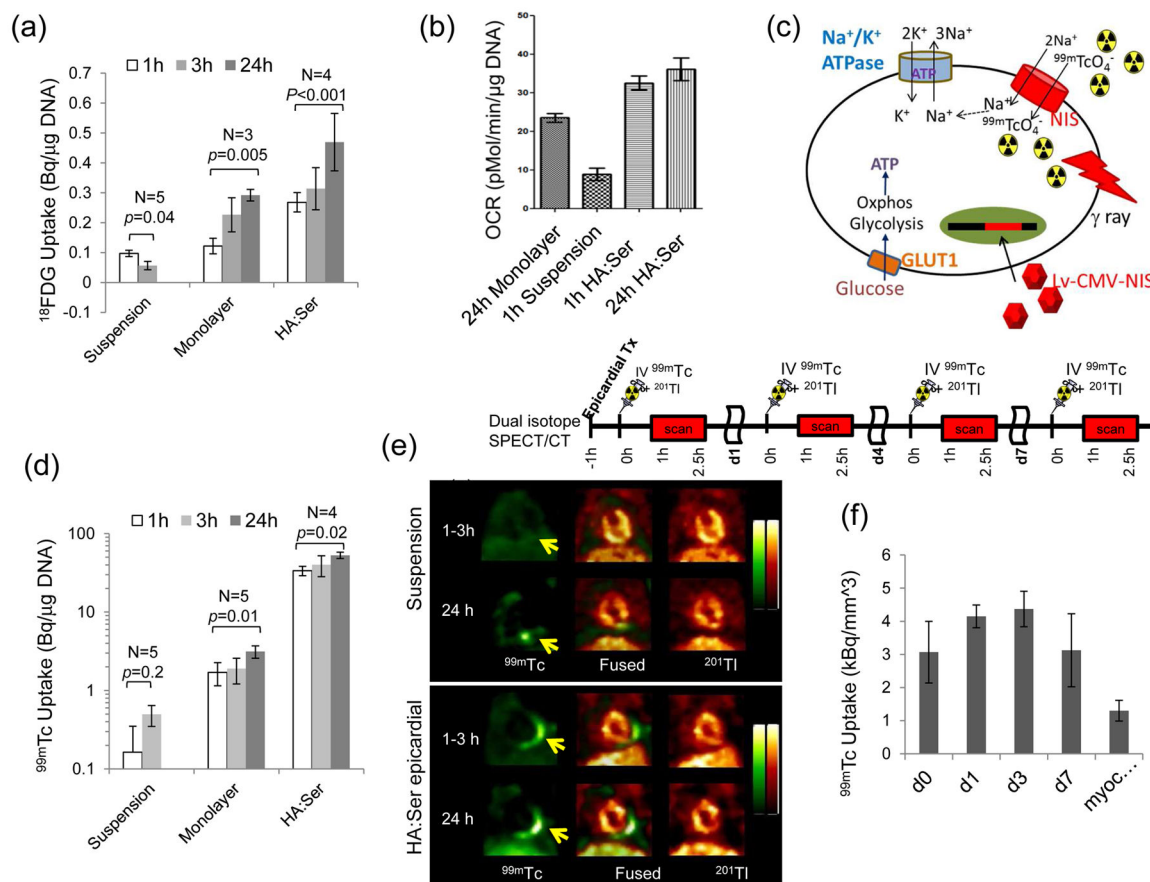 (a)
1h 3h 24h
¹⁸FDG Uptake (Bq/µg DNA)
0.7
0.6
0.5
0.4
0.3
0.2
0.1
0
-0.1
N=5
p=0.04
N=3
p=0.005
N=4
P<0.001
Suspension
Monolayer
HA:Ser
(b)
OCR (pMol/min/µg DNA)
50
40
30
20
10
0
24h Monolayer
1h Suspension
1h HA:Ser
24h HA:Ser
(c)
Na⁺/K⁺
ATPase
2K⁺ 3Na⁺
ATP
K⁺ Na⁺
2Na⁺
⁹⁹ᵐTcO₄⁻
Na⁺
NIS
⁹⁹ᵐTcO₄⁻
ATP
Oxphos
Glycolysis
GLUT1
Glucose
γ ray
Lv-CMV-NIS
Epicardial Tx
IV ⁹⁹ᵐTc
+ ²⁰¹Tl
IV ⁹⁹ᵐTc
+ ²⁰¹Tl
IV ⁹⁹ᵐTc
+ ²⁰¹Tl
IV ⁹⁹ᵐTc
+ ²⁰¹Tl
Dual isotope
SPECT/CT
scan scan scan scan
-1h 0h 1h 2.5h d1 0h 1h 2.5h d4 0h 1h 2.5h d7 0h 1h 2.5h
(d)
1h 3h 24h
⁹⁹ᵐTc Uptake (Bq/µg DNA)
100
10
1
0.1
N=5
p=0.2
N=5
p=0.01
N=4
p=0.02
Suspension
Monolayer
HA:Ser
(e)
Suspension
1-3h
24 h
⁹⁹ᵐTc Fused ²⁰¹Tl
HA:Ser epicardial
1-3 h
24 h
⁹⁹ᵐTc Fused ²⁰¹Tl
(f)
⁹⁹ᵐTc Uptake (kBq/mm^3)
6
5
4
3
2
1
0
d0
d1
d3
d7
myoc...